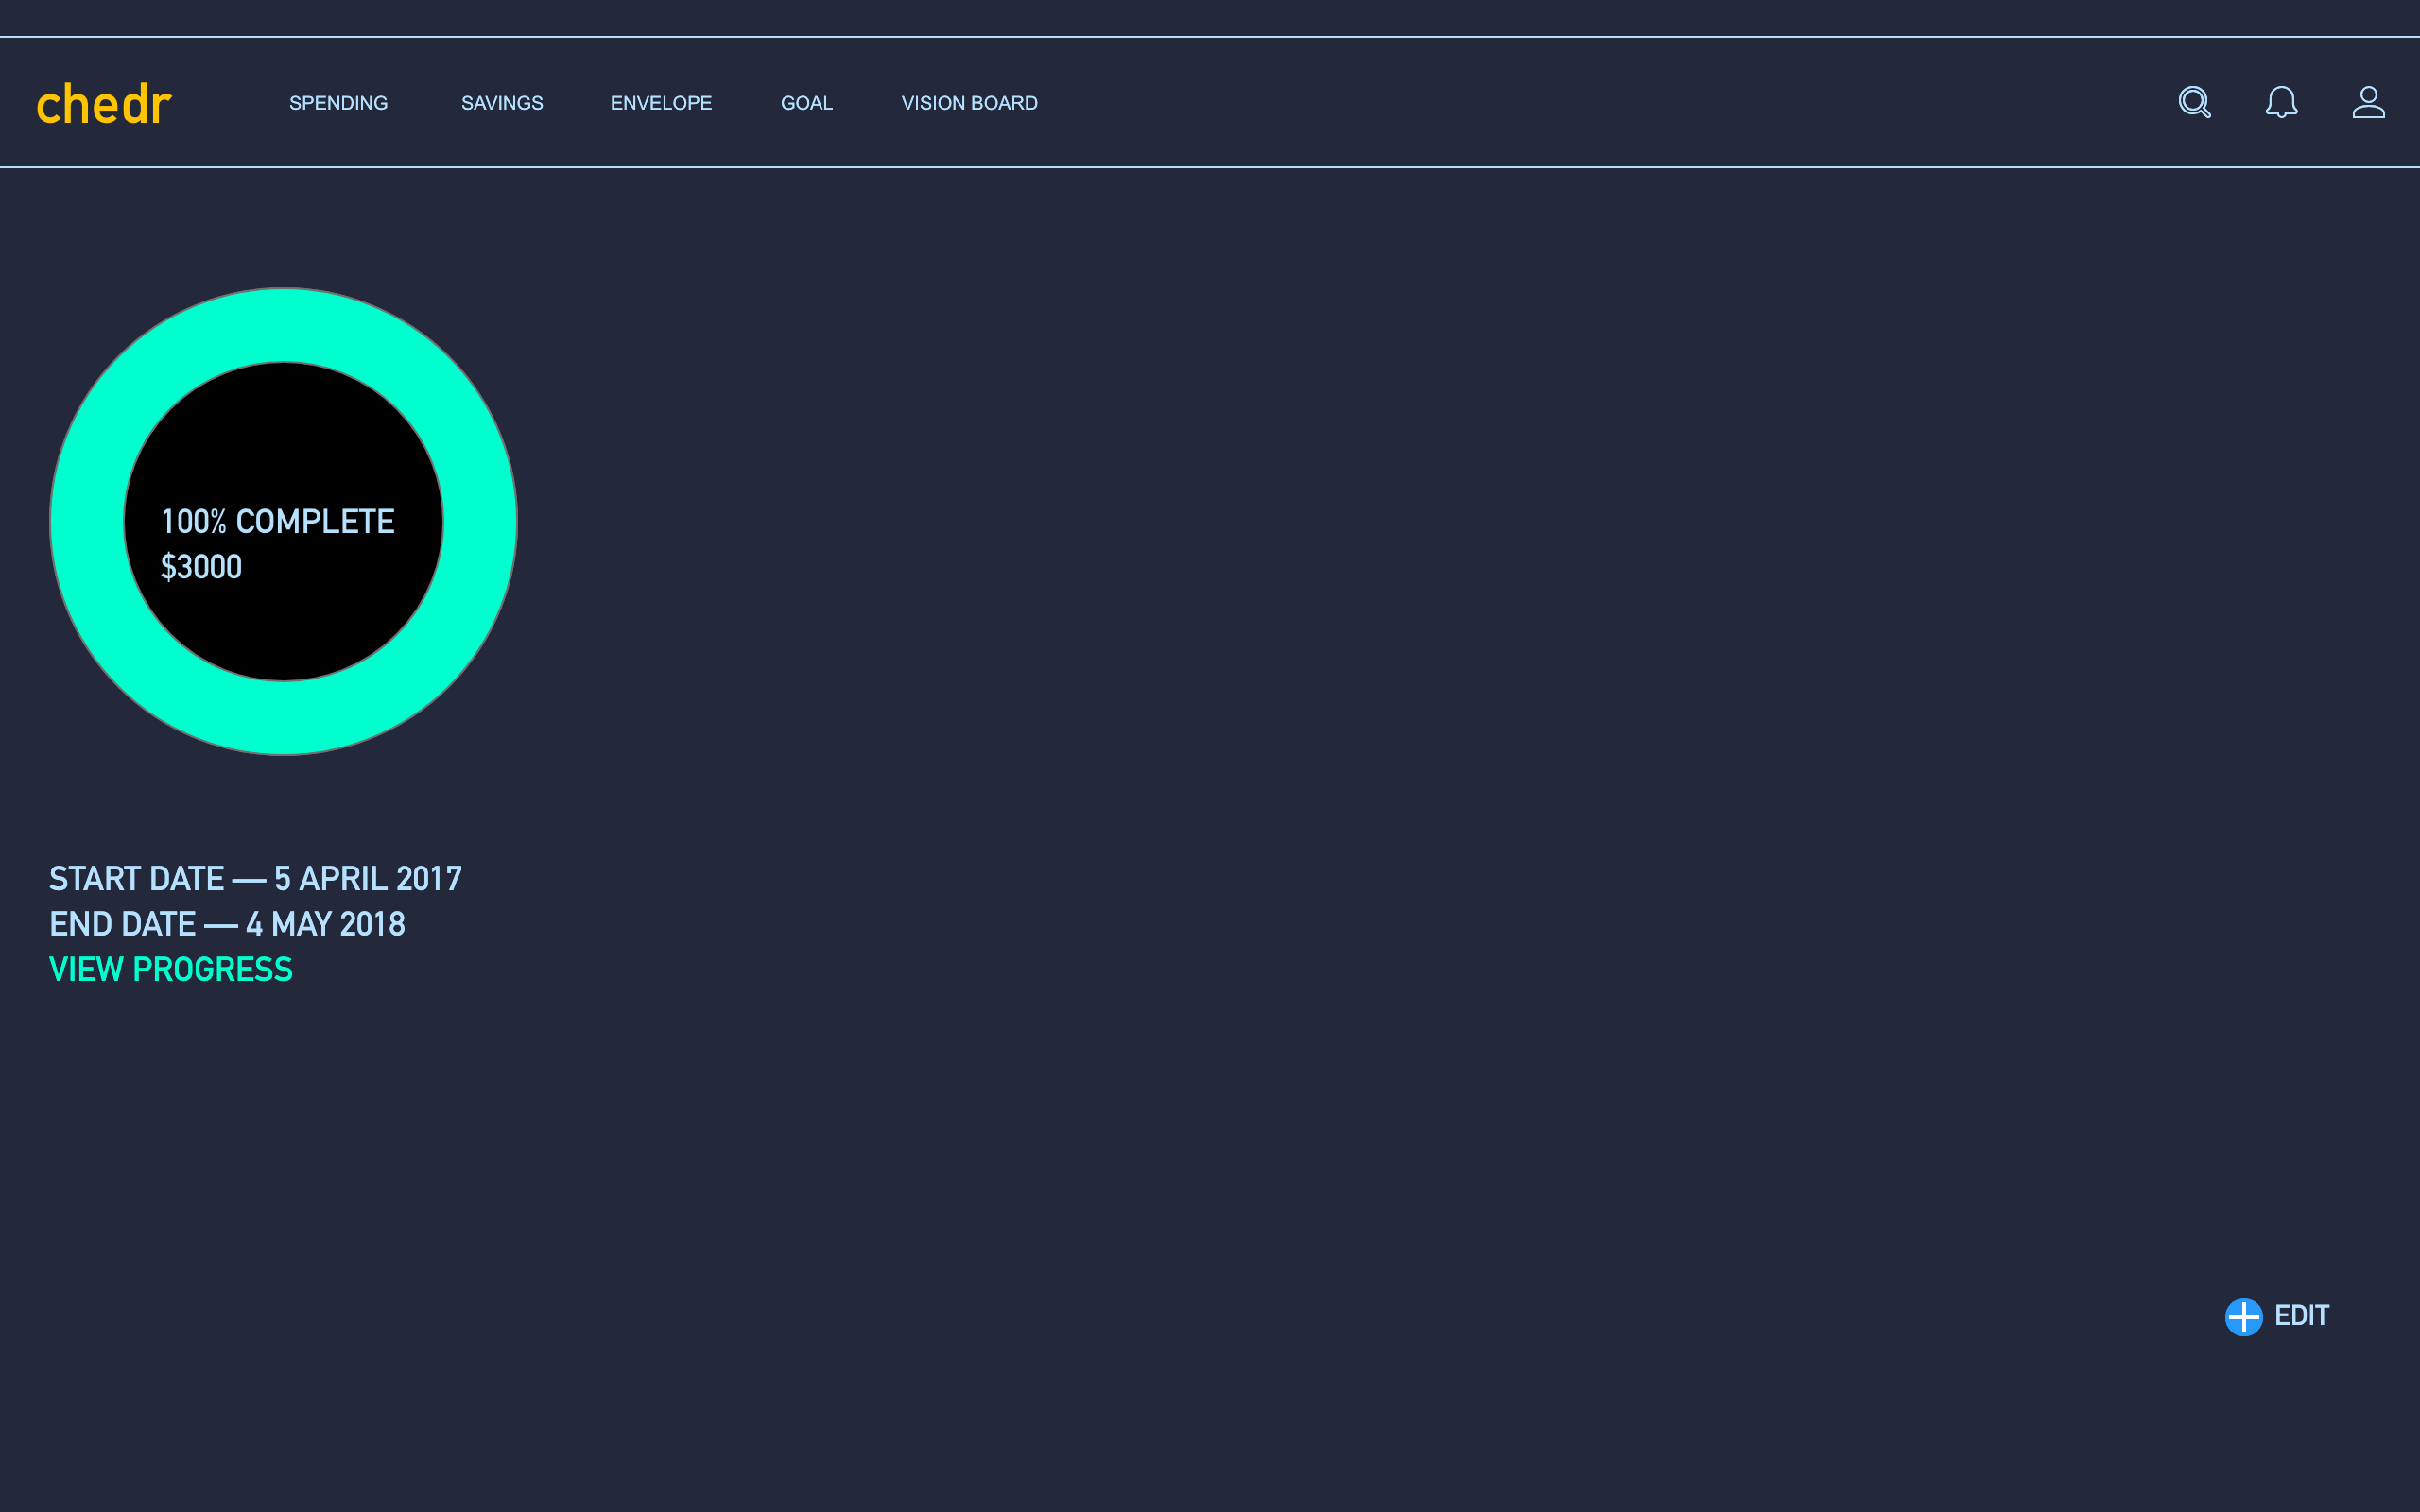 chedr
SPENDING SAVINGS ENVELOPE GOAL VISION BOARD
100% COMPLETE
$3000
START DATE — 5 APRIL 2017
END DATE — 4 MAY 2018
VIEW PROGRESS
EDIT